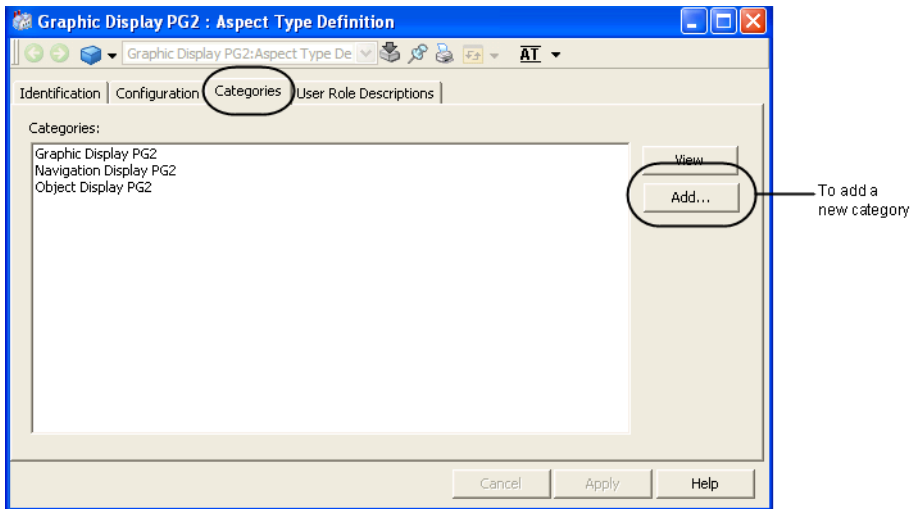 Graphic Display PG2 : Aspect Type Definition
Graphic Display PG2:Aspect Type De
AT
Identification
Configuration
Categories
User Role Descriptions
Categories:
Graphic Display PG2
Navigation Display PG2
Object Display PG2
View
Add...
To add a
new category
Cancel
Apply
Help